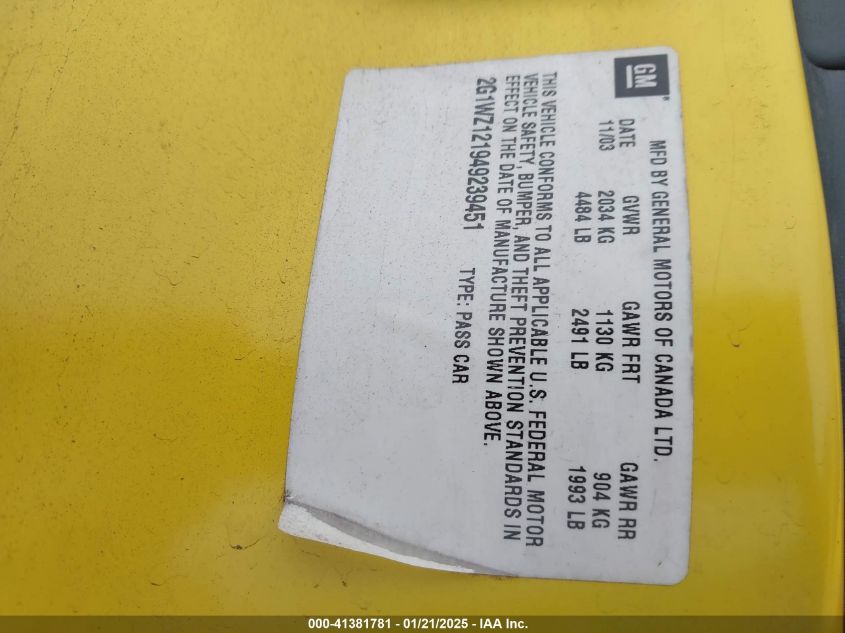 GM®
MFD BY GENERAL MOTORS OF CANADA LTD.
DATE GVWR GAWR FRT GAWR RR
11/03 2034 KG 1130 KG 904 KG
4484 LB 2491 LB 1993 LB
THIS VEHICLE CONFORMS TO ALL APPLICABLE U.S. FEDERAL MOTOR
VEHICLE SAFETY, BUMPER, AND THEFT PREVENTION STANDARDS IN
EFFECT ON THE DATE OF MANUFACTURE SHOWN ABOVE.
2G1WZ121949239451 TYPE: PASS CAR
000-41381781 - 01/21/2025 - IAA Inc.